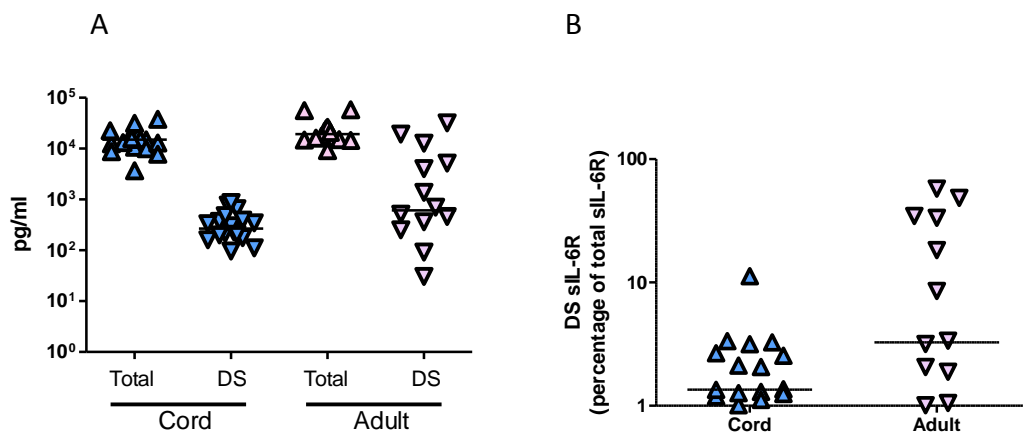 A
pg/ml
10⁵
10⁴
10³
10²
10¹
10⁰
Total DS Total DS
Cord Adult
B
DS sIL-6R
(percentage of total sIL-6R)
100
10
1
Cord Adult